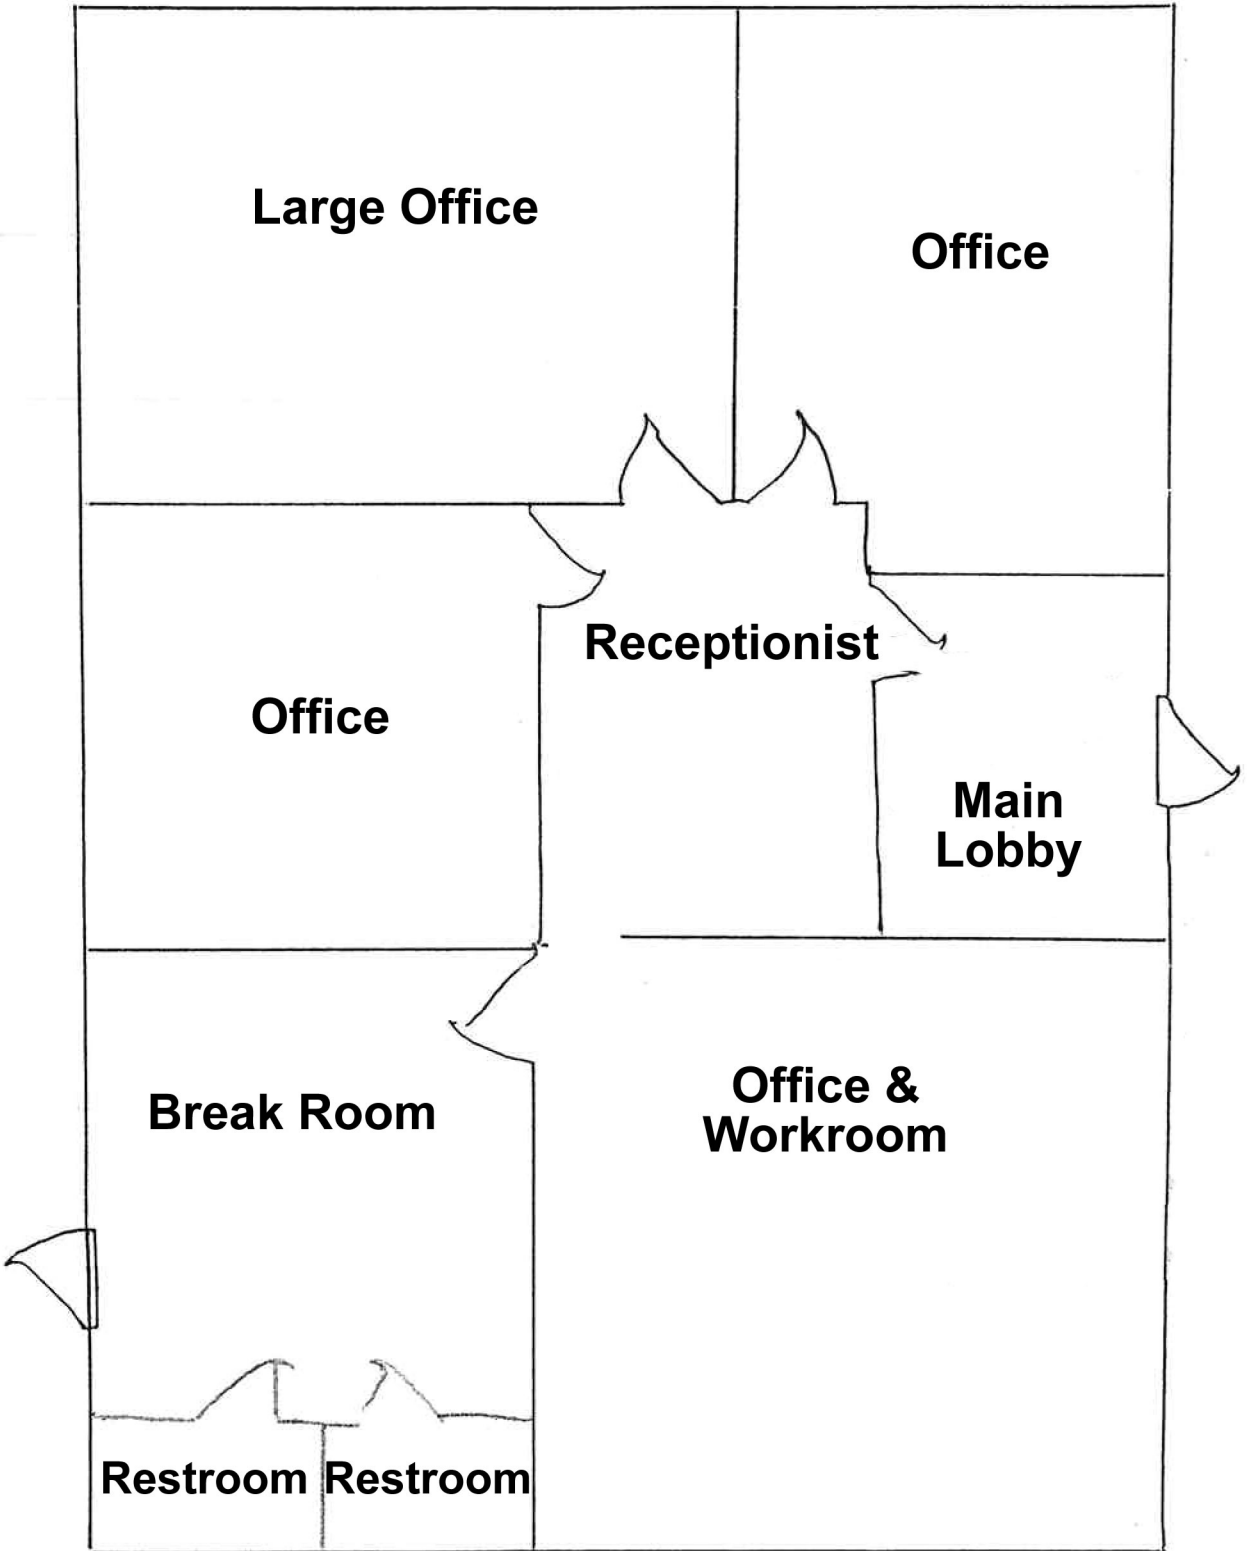 Large Office
Office
Receptionist
Office
Main
Lobby
Office &
Workroom
Break Room
Restroom
Restroom